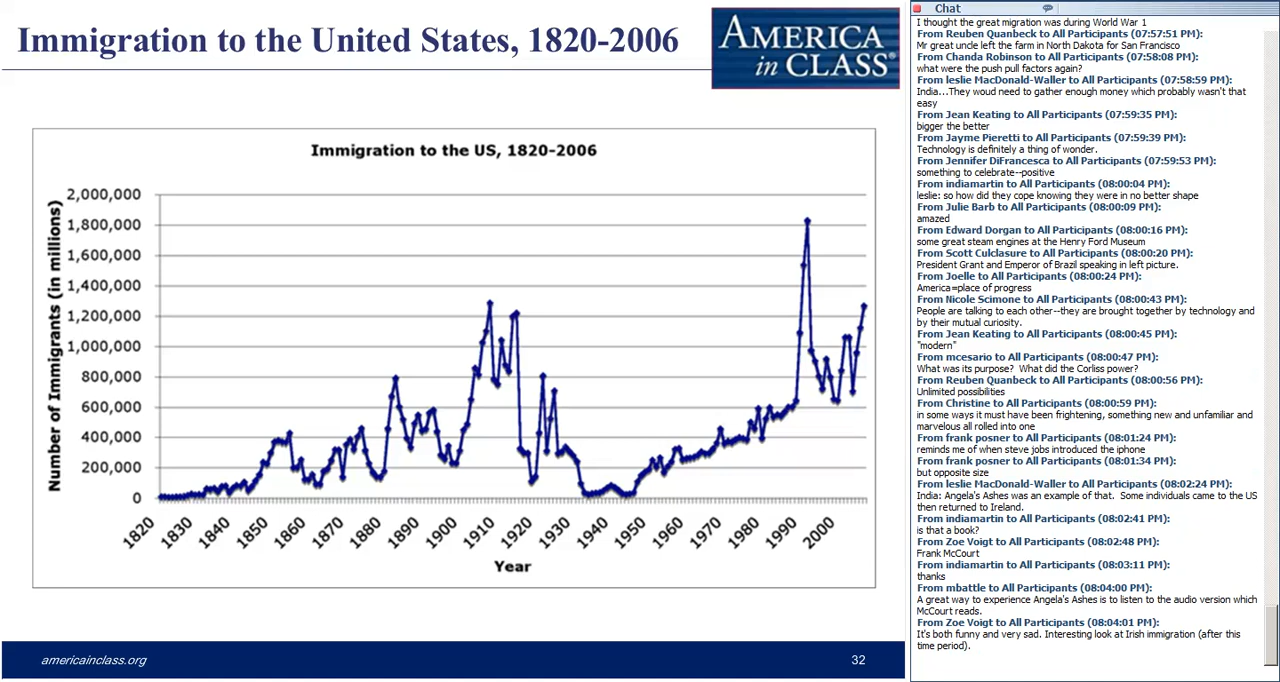 Immigration to the United States, 1820-2006
AMERICA
in CLASS®
Immigration to the US, 1820-2006
Number of Immigrants (in millions)
2,000,000
1,800,000
1,600,000
1,400,000
1,200,000
1,000,000
800,000
600,000
400,000
200,000
0
1820
1830
1840
1850
1860
1870
1880
1890
1900
1910
1920
1930
1940
1950
1960
1970
1980
1990
2000
Year
americainclass.org
32
Chat
I thought the great migration was during World War 1
From Reuben Quanbeck to All Participants (07:57:51 PM):
Mr great uncle left the farm in North Dakota for San Francisco
From Chanda Robinson to All Participants (07:58:08 PM):
what were the push pull factors again?
From leslie MacDonald-Waller to All Participants (07:58:59 PM):
India...They woud need to gather enough money which probably wasn't that
easy
From Jean Keating to All Participants (07:59:35 PM):
bigger the better
From Jayme Pieretti to All Participants (07:59:39 PM):
Technology is definitely a thing of wonder.
From Jennifer DiFrancesca to All Participants (07:59:53 PM):
something to celebrate--positive
From indiamartin to All Participants (08:00:04 PM):
leslie: so how did they cope knowing they were in no better shape
From Julie Barb to All Participants (08:00:09 PM):
amazed
From Edward Dorgan to All Participants (08:00:16 PM):
some great steam engines at the Henry Ford Museum
From Scott Culclasure to All Participants (08:00:20 PM):
President Grant and Emperor of Brazil speaking in left picture.
From Joelle to All Participants (08:00:24 PM):
America=place of progress
From Nicole Scimone to All Participants (08:00:43 PM):
People are talking to each other--they are brought together by technology and
by their mutual curiosity.
From Jean Keating to All Participants (08:00:45 PM):
"modern"
From mcesario to All Participants (08:00:47 PM):
What was its purpose?  What did the Corliss power?
From Reuben Quanbeck to All Participants (08:00:56 PM):
Unlimited possibilities
From Christine to All Participants (08:00:59 PM):
in some ways it must have been frightening, something new and unfamiliar and
marvelous all rolled into one
From frank posner to All Participants (08:01:24 PM):
reminds me of when steve jobs introduced the iphone
From frank posner to All Participants (08:01:34 PM):
but opposite size
From leslie MacDonald-Waller to All Participants (08:02:24 PM):
India: Angela's Ashes was an example of that.  Some individuals came to the US
then returned to Ireland.
From indiamartin to All Participants (08:02:41 PM):
is that a book?
From Zoe Voigt to All Participants (08:02:48 PM):
Frank McCourt
From indiamartin to All Participants (08:03:11 PM):
thanks
From mbattle to All Participants (08:04:00 PM):
A great way to experience Angela's Ashes is to listen to the audio version which
McCourt reads.
From Zoe Voigt to All Participants (08:04:01 PM):
It's both funny and very sad. Interesting look at Irish immigration (after this
time period).